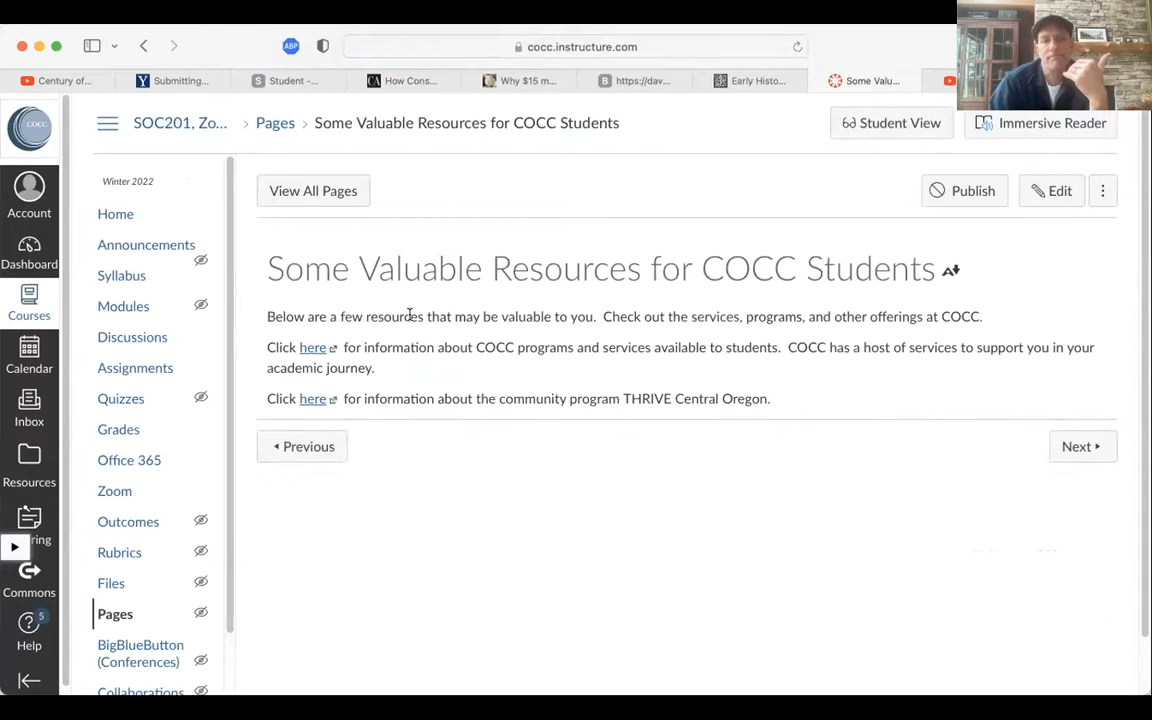 ABP
cocc.instructure.com
Century of...
Submitting...
Student -...
How Cons...
Why $15 m...
https://dav...
Early Histo...
Some Valu...
COCC
SOC201, Zo... > Pages > Some Valuable Resources for COCC Students
Student View
Immersive Reader
Account
Dashboard
Courses
Calendar
Inbox
Resources
ring
Commons
5
Help
Winter 2022
Home
Announcements
Syllabus
Modules
Discussions
Assignments
Quizzes
Grades
Office 365
Zoom
Outcomes
Rubrics
Files
Pages
BigBlueButton
(Conferences)
Collaborations
View All Pages
Publish
Edit
Some Valuable Resources for COCC Students
Below are a few resources that may be valuable to you. Check out the services, programs, and other offerings at COCC.
Click here for information about COCC programs and services available to students. COCC has a host of services to support you in your
academic journey.
Click here for information about the community program THRIVE Central Oregon.
Previous
Next